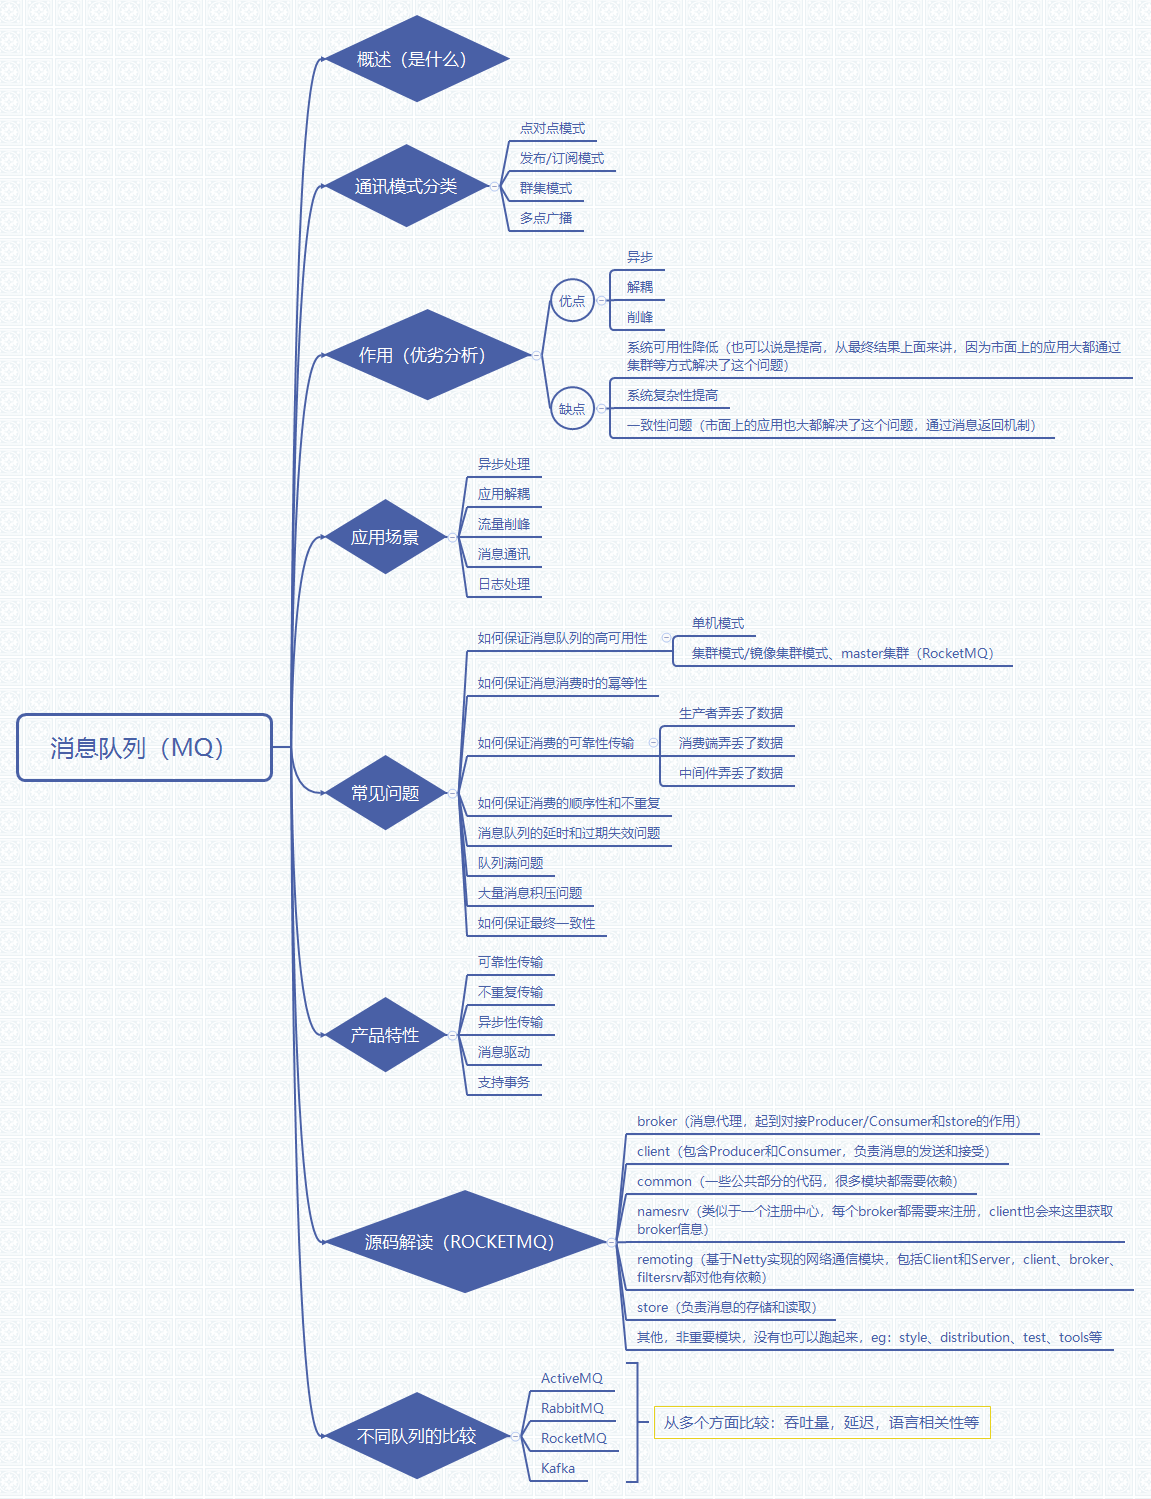 概述（是什么）
通讯模式分类
点对点模式
发布/订阅模式
群集模式
多点广播
作用（优劣分析）
优点
异步
解耦
削峰
缺点
系统可用性降低（也可以说是提高，从最终结果上面来讲，因为市面上的应用大都通过
集群等方式解决了这个问题）
系统复杂性提高
一致性问题（市面上的应用也大都解决了这个问题，通过消息返回机制）
应用场景
异步处理
应用解耦
流量削峰
消息通讯
日志处理
消息队列（MQ）
常见问题
如何保证消息队列的高可用性
单机模式
集群模式/镜像集群模式、master集群（RocketMQ）
如何保证消息消费时的幂等性
如何保证消费的可靠性传输
生产者弄丢了数据
消费端弄丢了数据
中间件弄丢了数据
如何保证消费的顺序性和不重复
消息队列的延时和过期失效问题
队列满问题
大量消息积压问题
如何保证最终一致性
产品特性
可靠性传输
不重复传输
异步性传输
消息驱动
支持事务
源码解读（ROCKETMQ）
broker（消息代理，起到对接Producer/Consumer和store的作用）
client（包含Producer和Consumer，负责消息的发送和接受）
common（一些公共部分的代码，很多模块都需要依赖）
namesrv（类似于一个注册中心，每个broker都需要来注册，client也会来这里获取
broker信息）
remoting（基于Netty实现的网络通信模块，包括Client和Server，client、broker、
filtersrv都对他有依赖）
store（负责消息的存储和读取）
其他，非重要模块，没有也可以跑起来，eg：style、distribution、test、tools等
不同队列的比较
ActiveMQ
RabbitMQ
RocketMQ
Kafka
从多个方面比较：吞吐量，延迟，语言相关性等